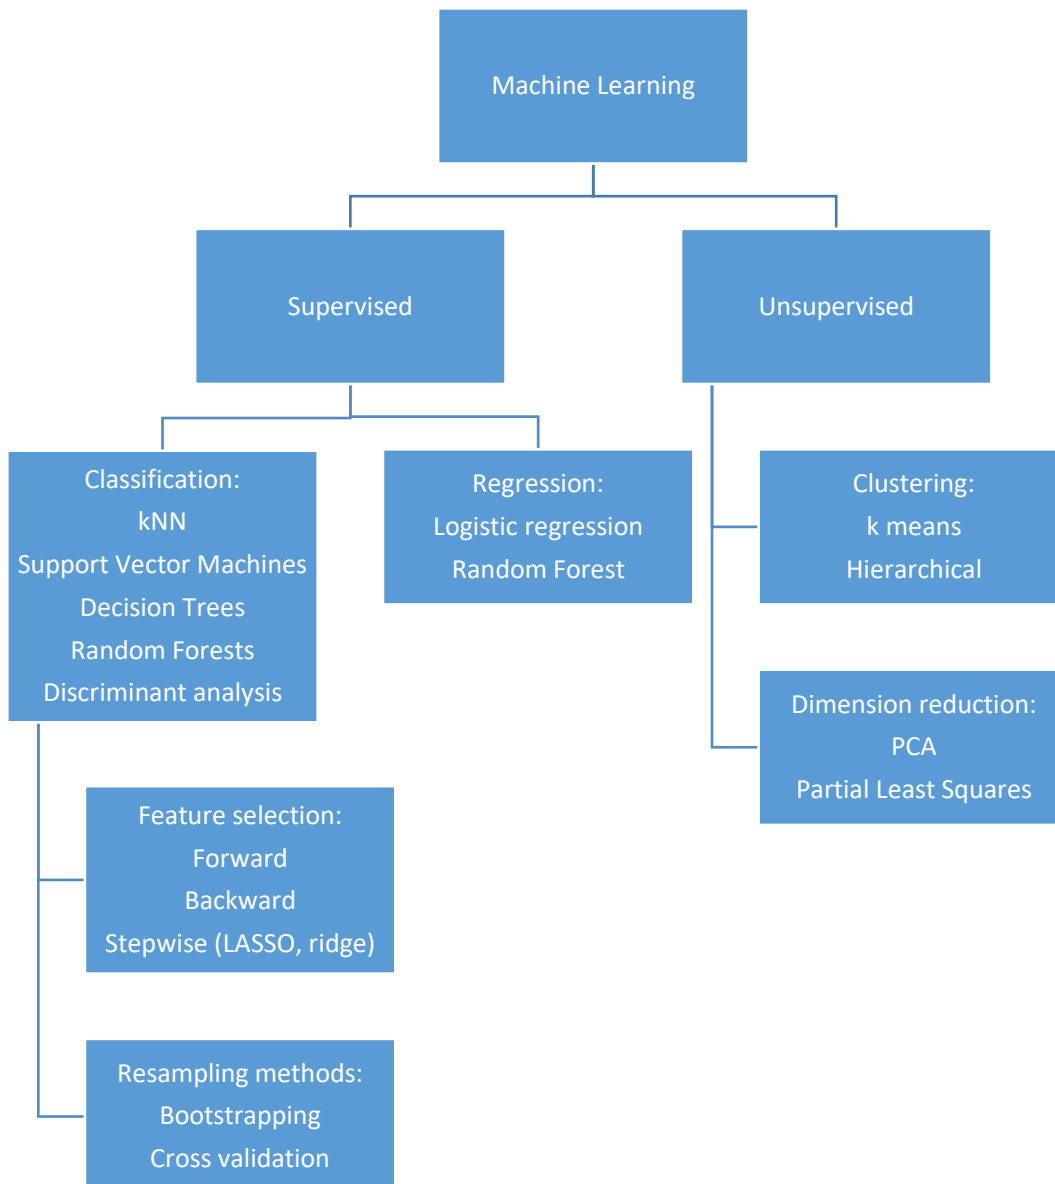 Machine Learning
Supervised
Unsupervised
Classification:
kNN
Support Vector Machines
Decision Trees
Random Forests
Discriminant analysis
Regression:
Logistic regression
Random Forest
Clustering:
k means
Hierarchical
Dimension reduction:
PCA
Partial Least Squares
Feature selection:
Forward
Backward
Stepwise (LASSO, ridge)
Resampling methods:
Bootstrapping
Cross validation